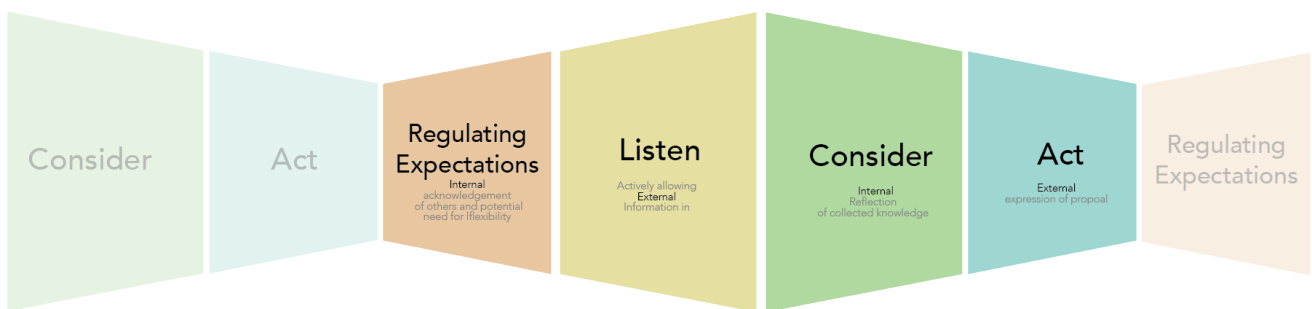 Consider
Act
Regulating
Expectations
Internal
acknowledgement
of others and potential
need for lflexibility
Listen
Actively allowing
External
Information in
Consider
Internal
Reflection
of collected knowledge
Act
External
expression of propoal
Regulating
Expectations